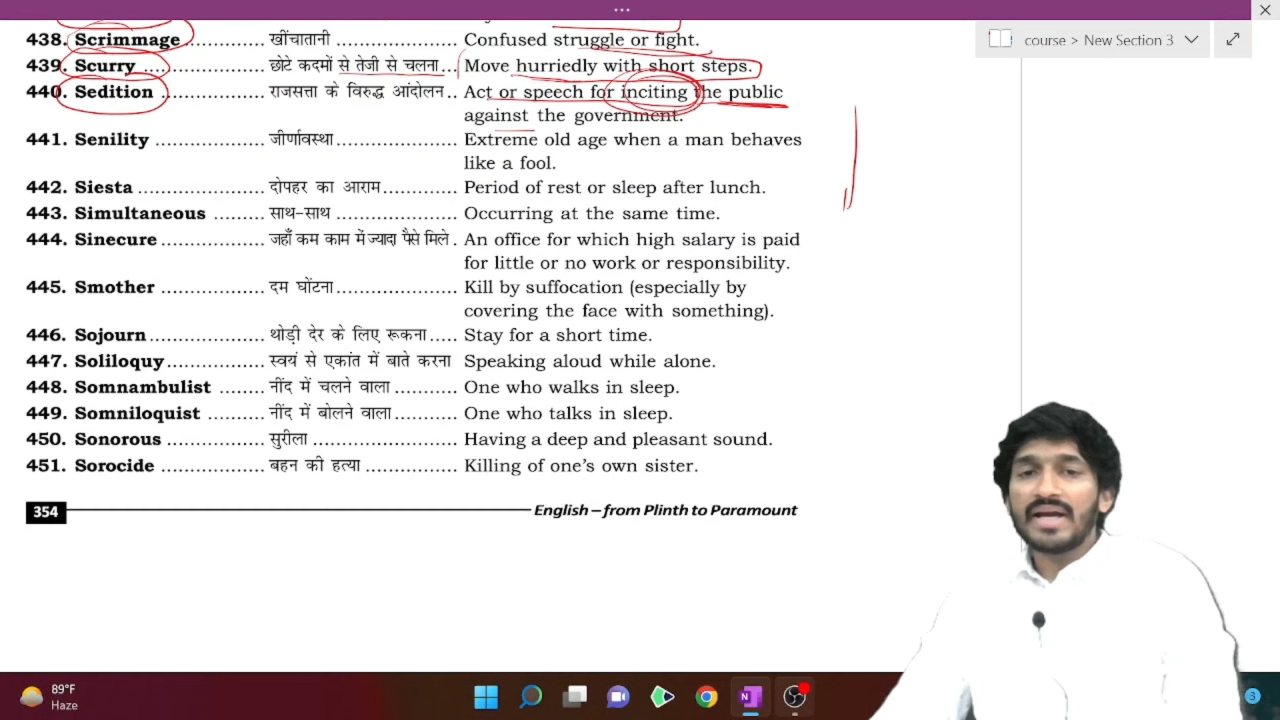 ...
438. Scrimmage ............... खींचातानी ..................... Confused struggle or fight.
course > New Section 3
439. Scurry ..................... छोटे कदमों से तेजी से चलना ... Move hurriedly with short steps.
440. Sedition ................. राजसत्ता के विरुद्ध आंदोलन .. Act or speech for inciting the public
against the government.
441. Senility ................... जीर्णावस्था ..................... Extreme old age when a man behaves
like a fool.
442. Siesta ...................... दोपहर का आराम ............. Period of rest or sleep after lunch.
443. Simultaneous ......... साथ-साथ ..................... Occurring at the same time.
444. Sinecure .................. जहाँ कम काम में ज्यादा पैसे मिले . An office for which high salary is paid
for little or no work or responsibility.
445. Smother .................. दम घोंटना ..................... Kill by suffocation (especially by
covering the face with something).
446. Sojourn .................... थोड़ी देर के लिए रूकना ..... Stay for a short time.
447. Soliloquy ................. स्वयं से एकांत में बाते करना Speaking aloud while alone.
448. Somnambulist ........ नींद में चलने वाला ........... One who walks in sleep.
449. Somniloquist .......... नींद में बोलने वाला ........... One who talks in sleep.
450. Sonorous ................. सुरीला ........................ Having a deep and pleasant sound.
451. Sorocide ................... बहन की हत्या ................ Killing of one's own sister.
354 English – from Plinth to Paramount
89°F
Haze
N
3